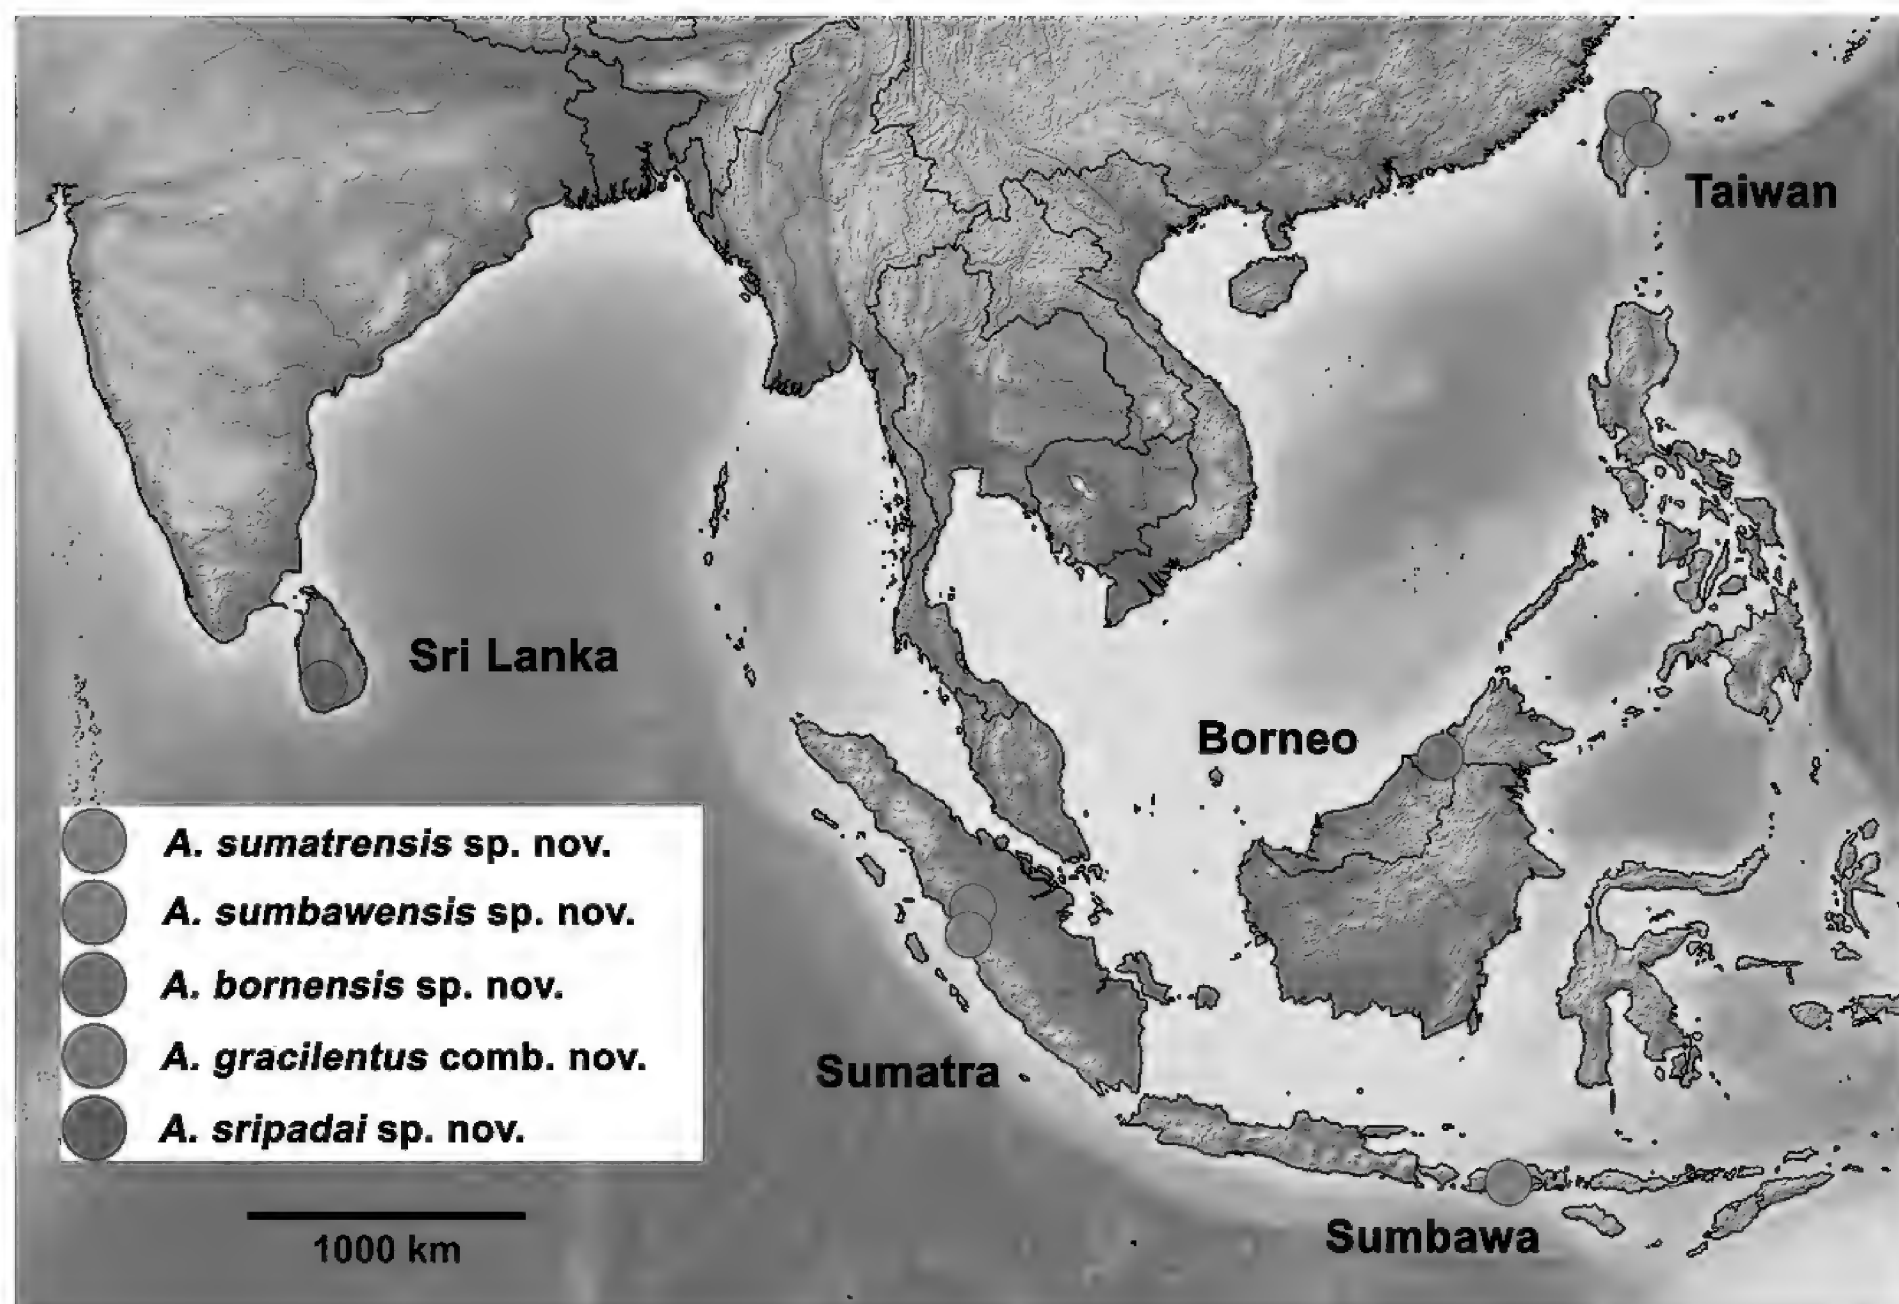 Taiwan
Sri Lanka
Borneo
A. sumatrensis sp. nov.
A. sumbawensis sp. nov.
A. bornensis sp. nov.
A. gracilentus comb. nov.
A. sripadai sp. nov.
Sumatra
1000 km
Sumbawa